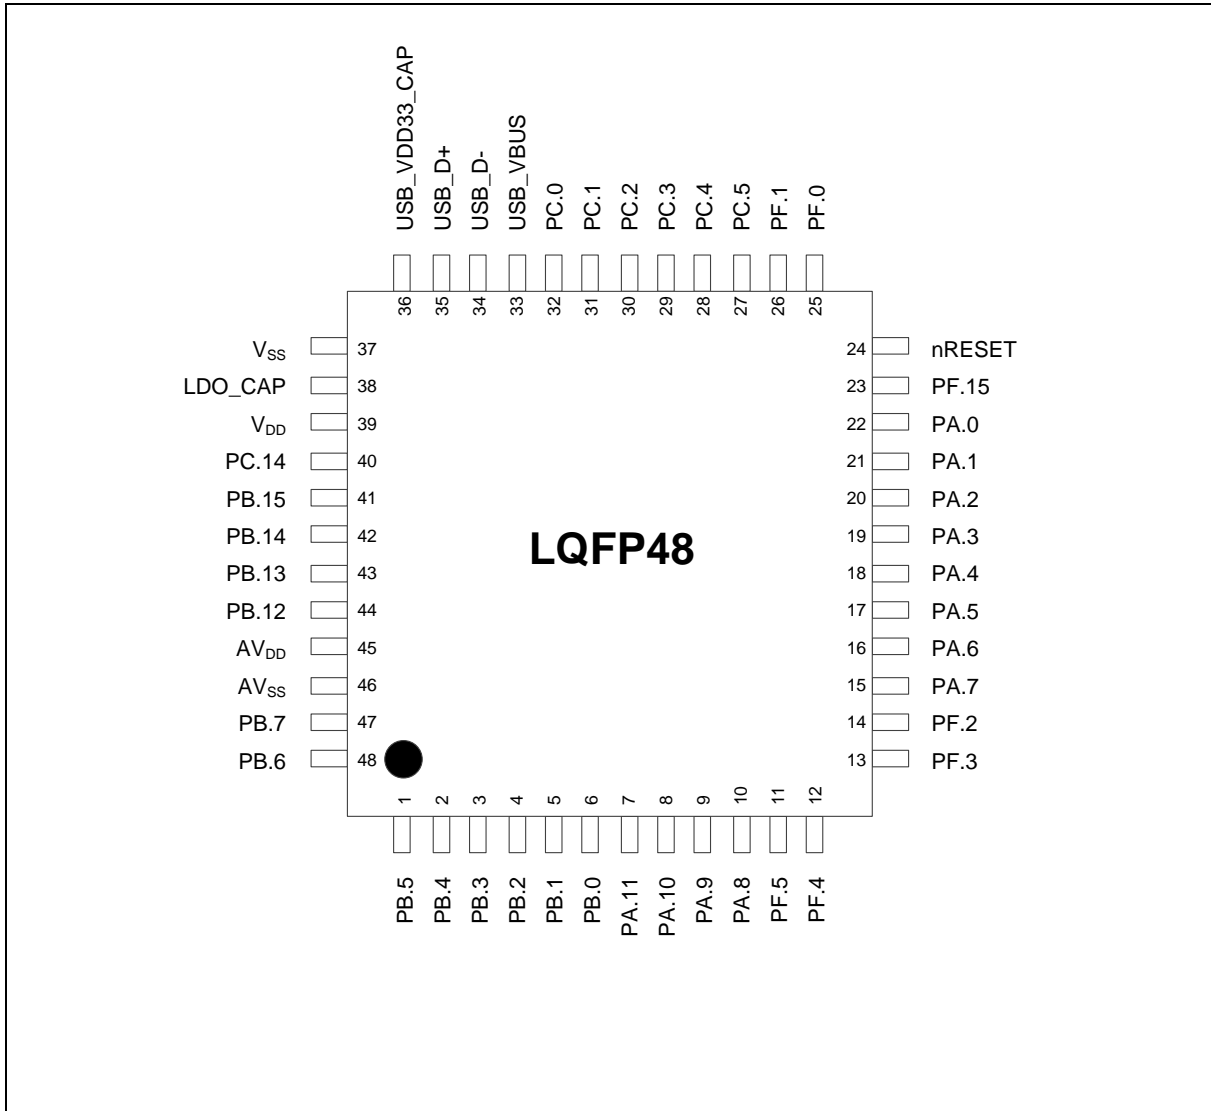 USB_VDD33_CAP
USB_D+
USB_D-
USB_VBUS
PC.0
PC.1
PC.2
PC.3
PC.4
PC.5
PF.1
PF.0
36
35
34
33
32
31
30
29
28
27
26
25
VSS 37
LDO_CAP 38
VDD 39
PC.14 40
PB.15 41
PB.14 42
PB.13 43
PB.12 44
AVDD 45
AVSS 46
PB.7 47
PB.6 48
LQFP48
24 nRESET
23 PF.15
22 PA.0
21 PA.1
20 PA.2
19 PA.3
18 PA.4
17 PA.5
16 PA.6
15 PA.7
14 PF.2
13 PF.3
1
2
3
4
5
6
7
8
9
10
11
12
PB.5
PB.4
PB.3
PB.2
PB.1
PB.0
PA.11
PA.10
PA.9
PA.8
PF.5
PF.4